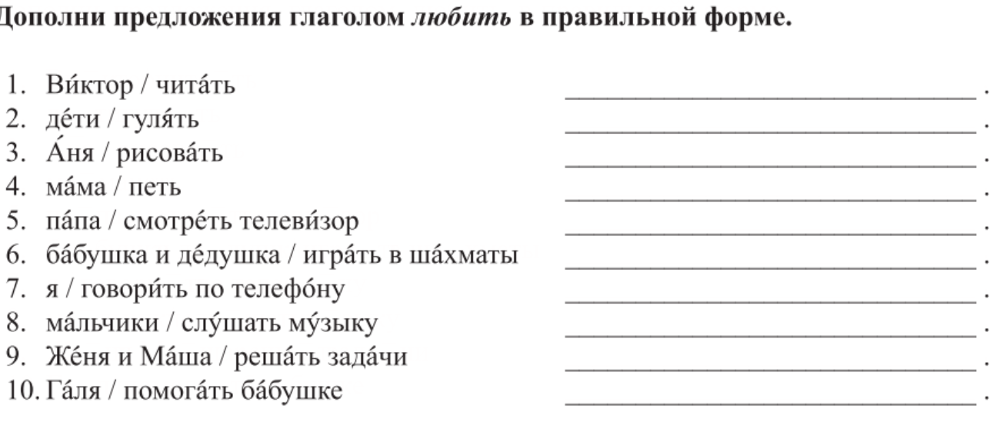 Дополни предложения глаголом любить в правильной форме.
1. Ви́ктор / чита́ть ______________________________ .
2. де́ти / гуля́ть ______________________________ .
3. А́ня / рисова́ть ______________________________ .
4. ма́ма / петь ______________________________ .
5. па́па / смотре́ть телеви́зор ______________________________ .
6. ба́бушка и де́душка / игра́ть в ша́хматы ______________________________ .
7. я / говори́ть по телефо́ну ______________________________ .
8. ма́льчики / слу́шать му́зыку ______________________________ .
9. Же́ня и Ма́ша / реша́ть зада́чи ______________________________ .
10. Га́ля / помога́ть ба́бушке ______________________________ .